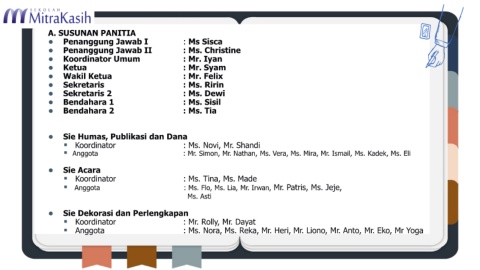 SEKOLAH
MitraKasih
A. SUSUNAN PANITIA
• Penanggung Jawab I : Ms Sisca
• Penanggung Jawab II : Ms. Christine
• Koordinator Umum : Mr. Iyan
• Ketua : Mr. Syam
• Wakil Ketua : Mr. Felix
• Sekretaris : Ms. Ririn
• Sekretaris 2 : Ms. Dewi
• Bendahara 1 : Ms. Sisil
• Bendahara 2 : Ms. Tia
• Sie Humas, Publikasi dan Dana
▪ Koordinator : Ms. Novi, Mr. Shandi
▪ Anggota : Mr. Simon, Mr. Nathan, Ms. Vera, Ms. Mira, Mr. Ismail, Ms. Kadek, Ms. Eli
• Sie Acara
▪ Koordinator : Ms. Tina, Ms. Made
▪ Anggota : Ms. Flo, Ms. Lia, Mr. Irwan, Mr. Patris, Ms. Jeje,
Ms. Asti
• Sie Dekorasi dan Perlengkapan
▪ Koordinator : Mr. Rolly, Mr. Dayat
▪ Anggota : Ms. Nora, Ms. Reka, Mr. Heri, Mr. Liono, Mr. Anto, Mr. Eko, Mr Yoga